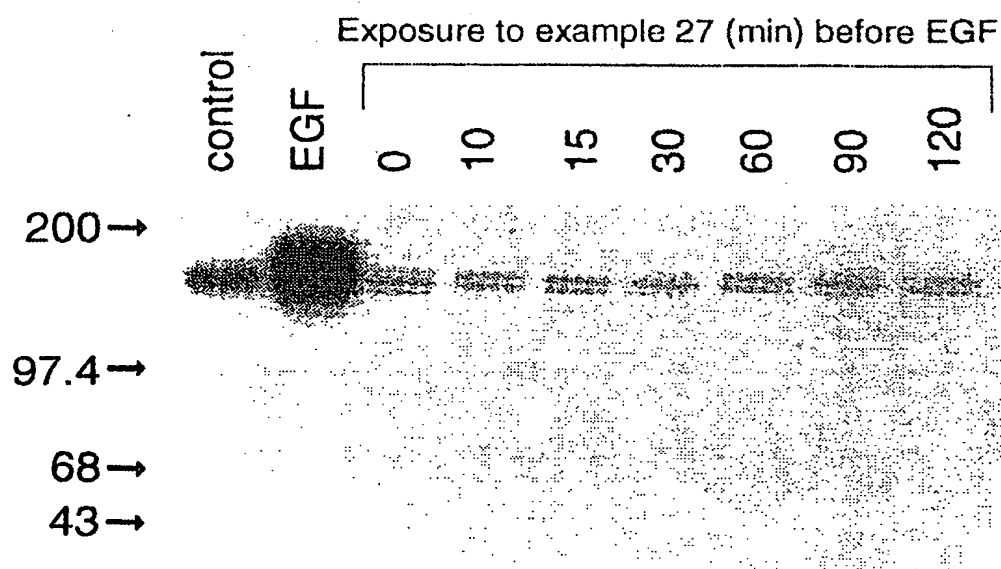 Exposure to example 27 (min) before EGF
control EGF 0 10 15 30 60 90 120
200→
97.4→
68→
43→